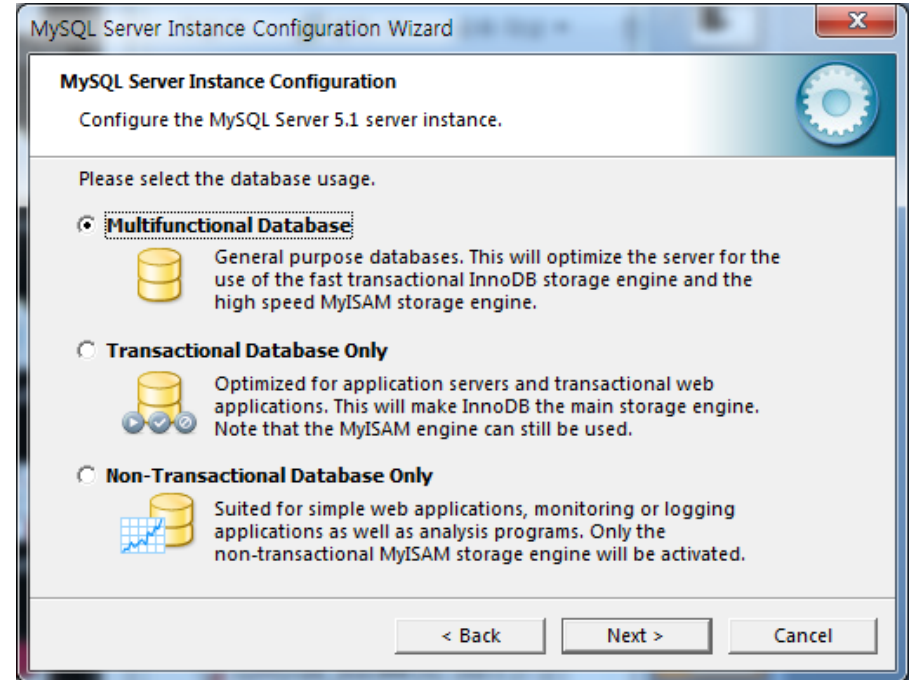 MySQL Server Instance Configuration Wizard
MySQL Server Instance Configuration
Configure the MySQL Server 5.1 server instance.
Please select the database usage.
Multifunctional Database
General purpose databases. This will optimize the server for the
use of the fast transactional InnoDB storage engine and the
high speed MyISAM storage engine.
Transactional Database Only
Optimized for application servers and transactional web
applications. This will make InnoDB the main storage engine.
Note that the MyISAM engine can still be used.
Non-Transactional Database Only
Suited for simple web applications, monitoring or logging
applications as well as analysis programs. Only the
non-transactional MyISAM storage engine will be activated.
< Back Next > Cancel